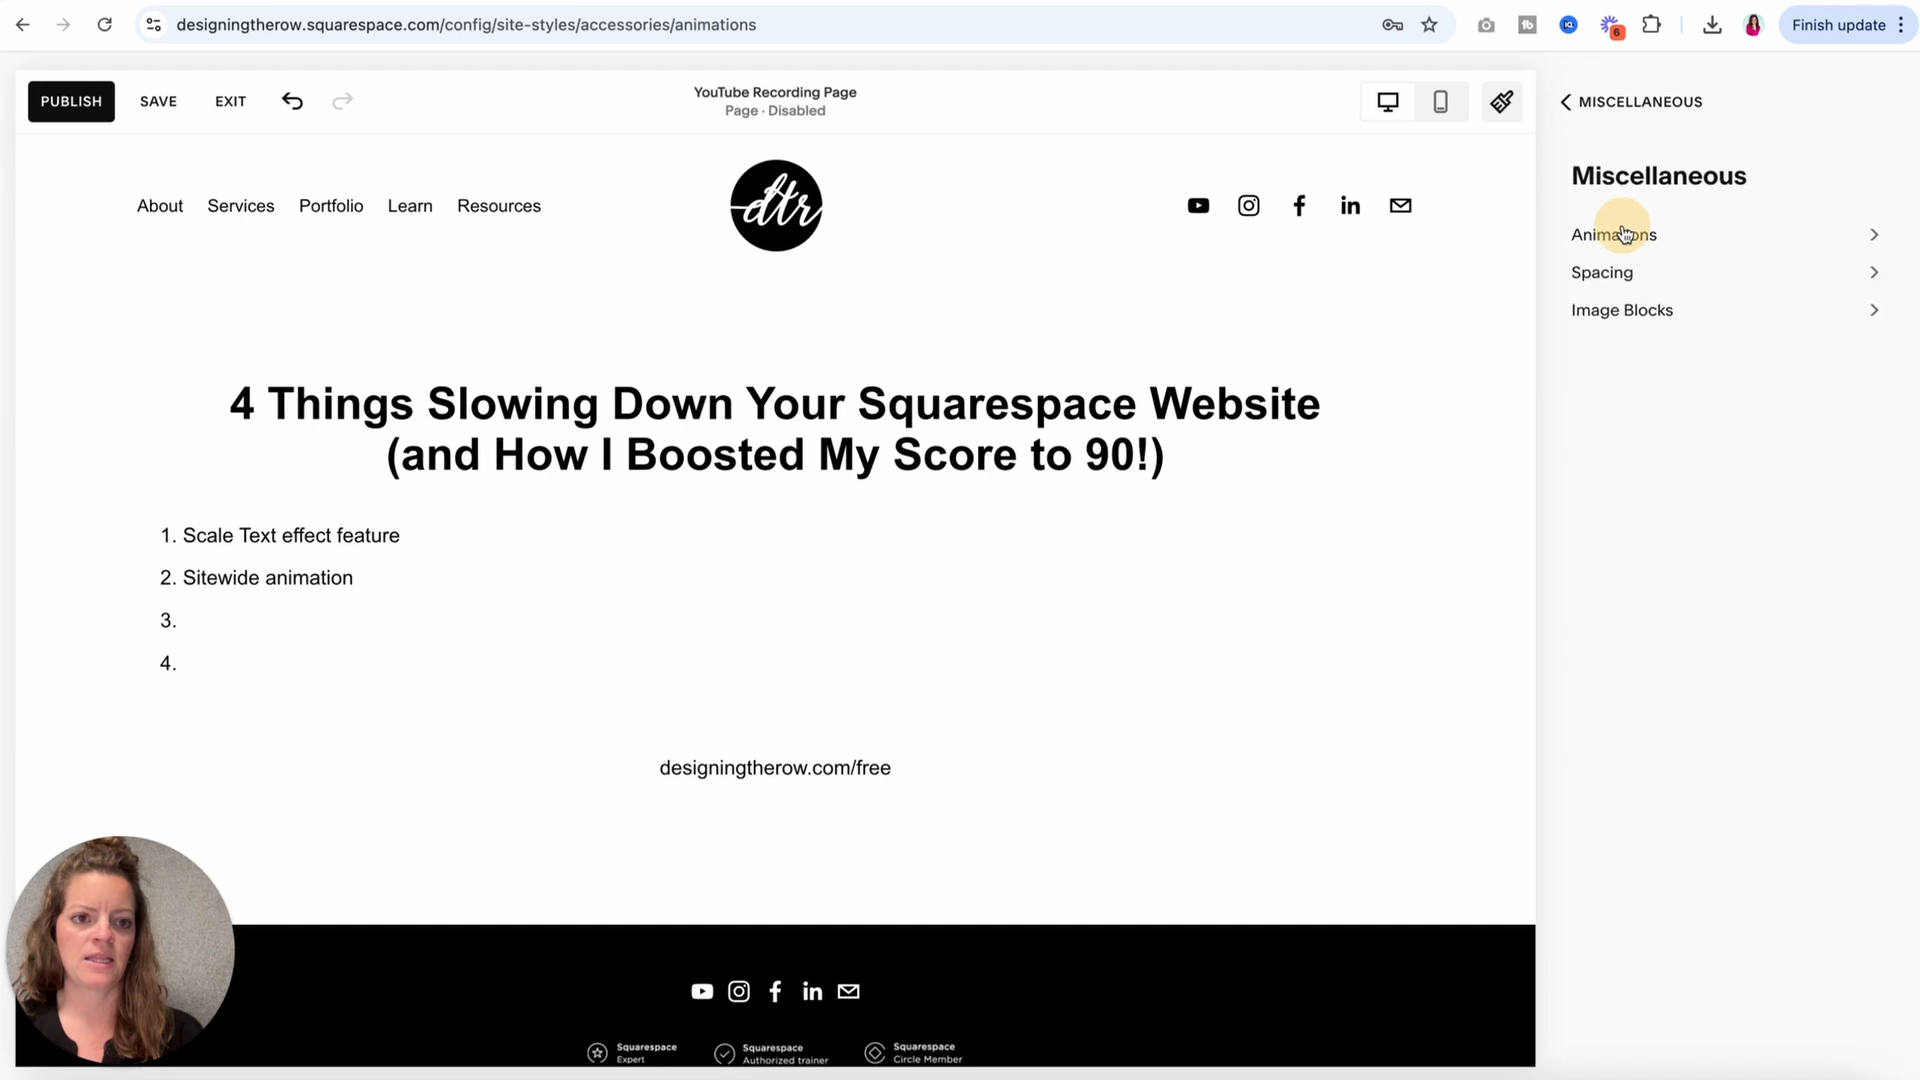 designingtherow.squarespace.com/config/site-styles/accessories/animations
6
Finish update
PUBLISH
SAVE
EXIT
YouTube Recording Page
Page · Disabled
MISCELLANEOUS
About
Services
Portfolio
Learn
Resources
dtr
Miscellaneous
Animations
Spacing
Image Blocks
4 Things Slowing Down Your Squarespace Website
(and How I Boosted My Score to 90!)
1. Scale Text effect feature
2. Sitewide animation
3.
4.
designingtherow.com/free
Squarespace
Expert
Squarespace
Authorized trainer
Squarespace
Circle Member